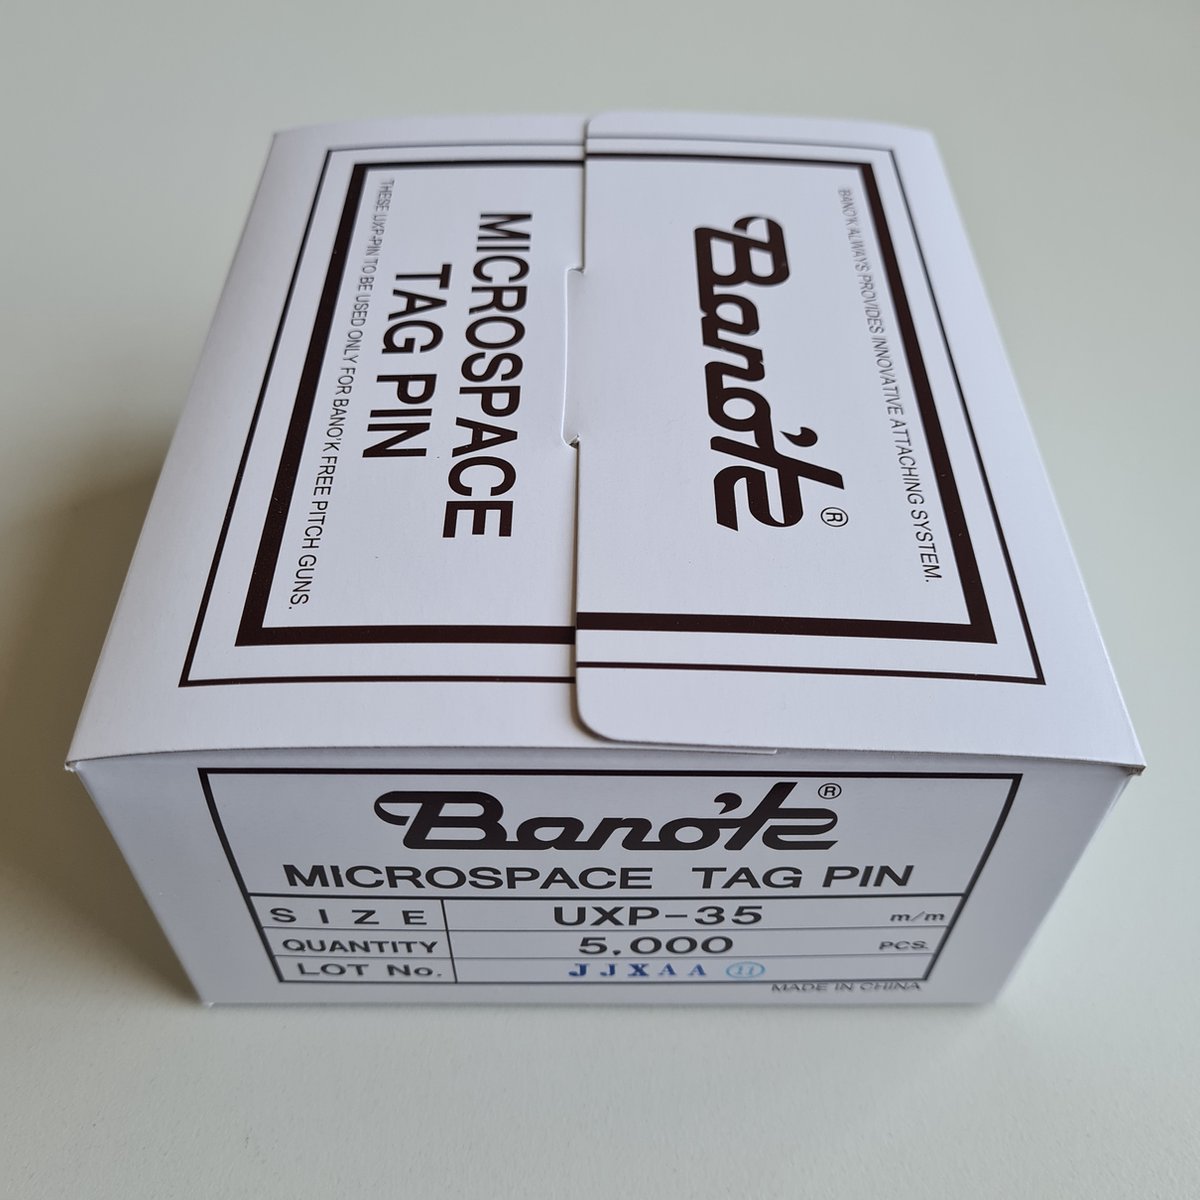 BANO'K ALWAYS PROVIDES INNOVATIVE ATTACHING SYSTEM.
Bano'k ®
MICROSPACE
TAG PIN
THESE UXP-PIN TO BE USED ONLY FOR BANO'K FREE PITCH GUNS.
Bano'k ®
MICROSPACE TAG PIN
SIZE UXP-35 m/m
QUANTITY 5,000 PCS.
LOT No. JJXAA 11
MADE IN CHINA